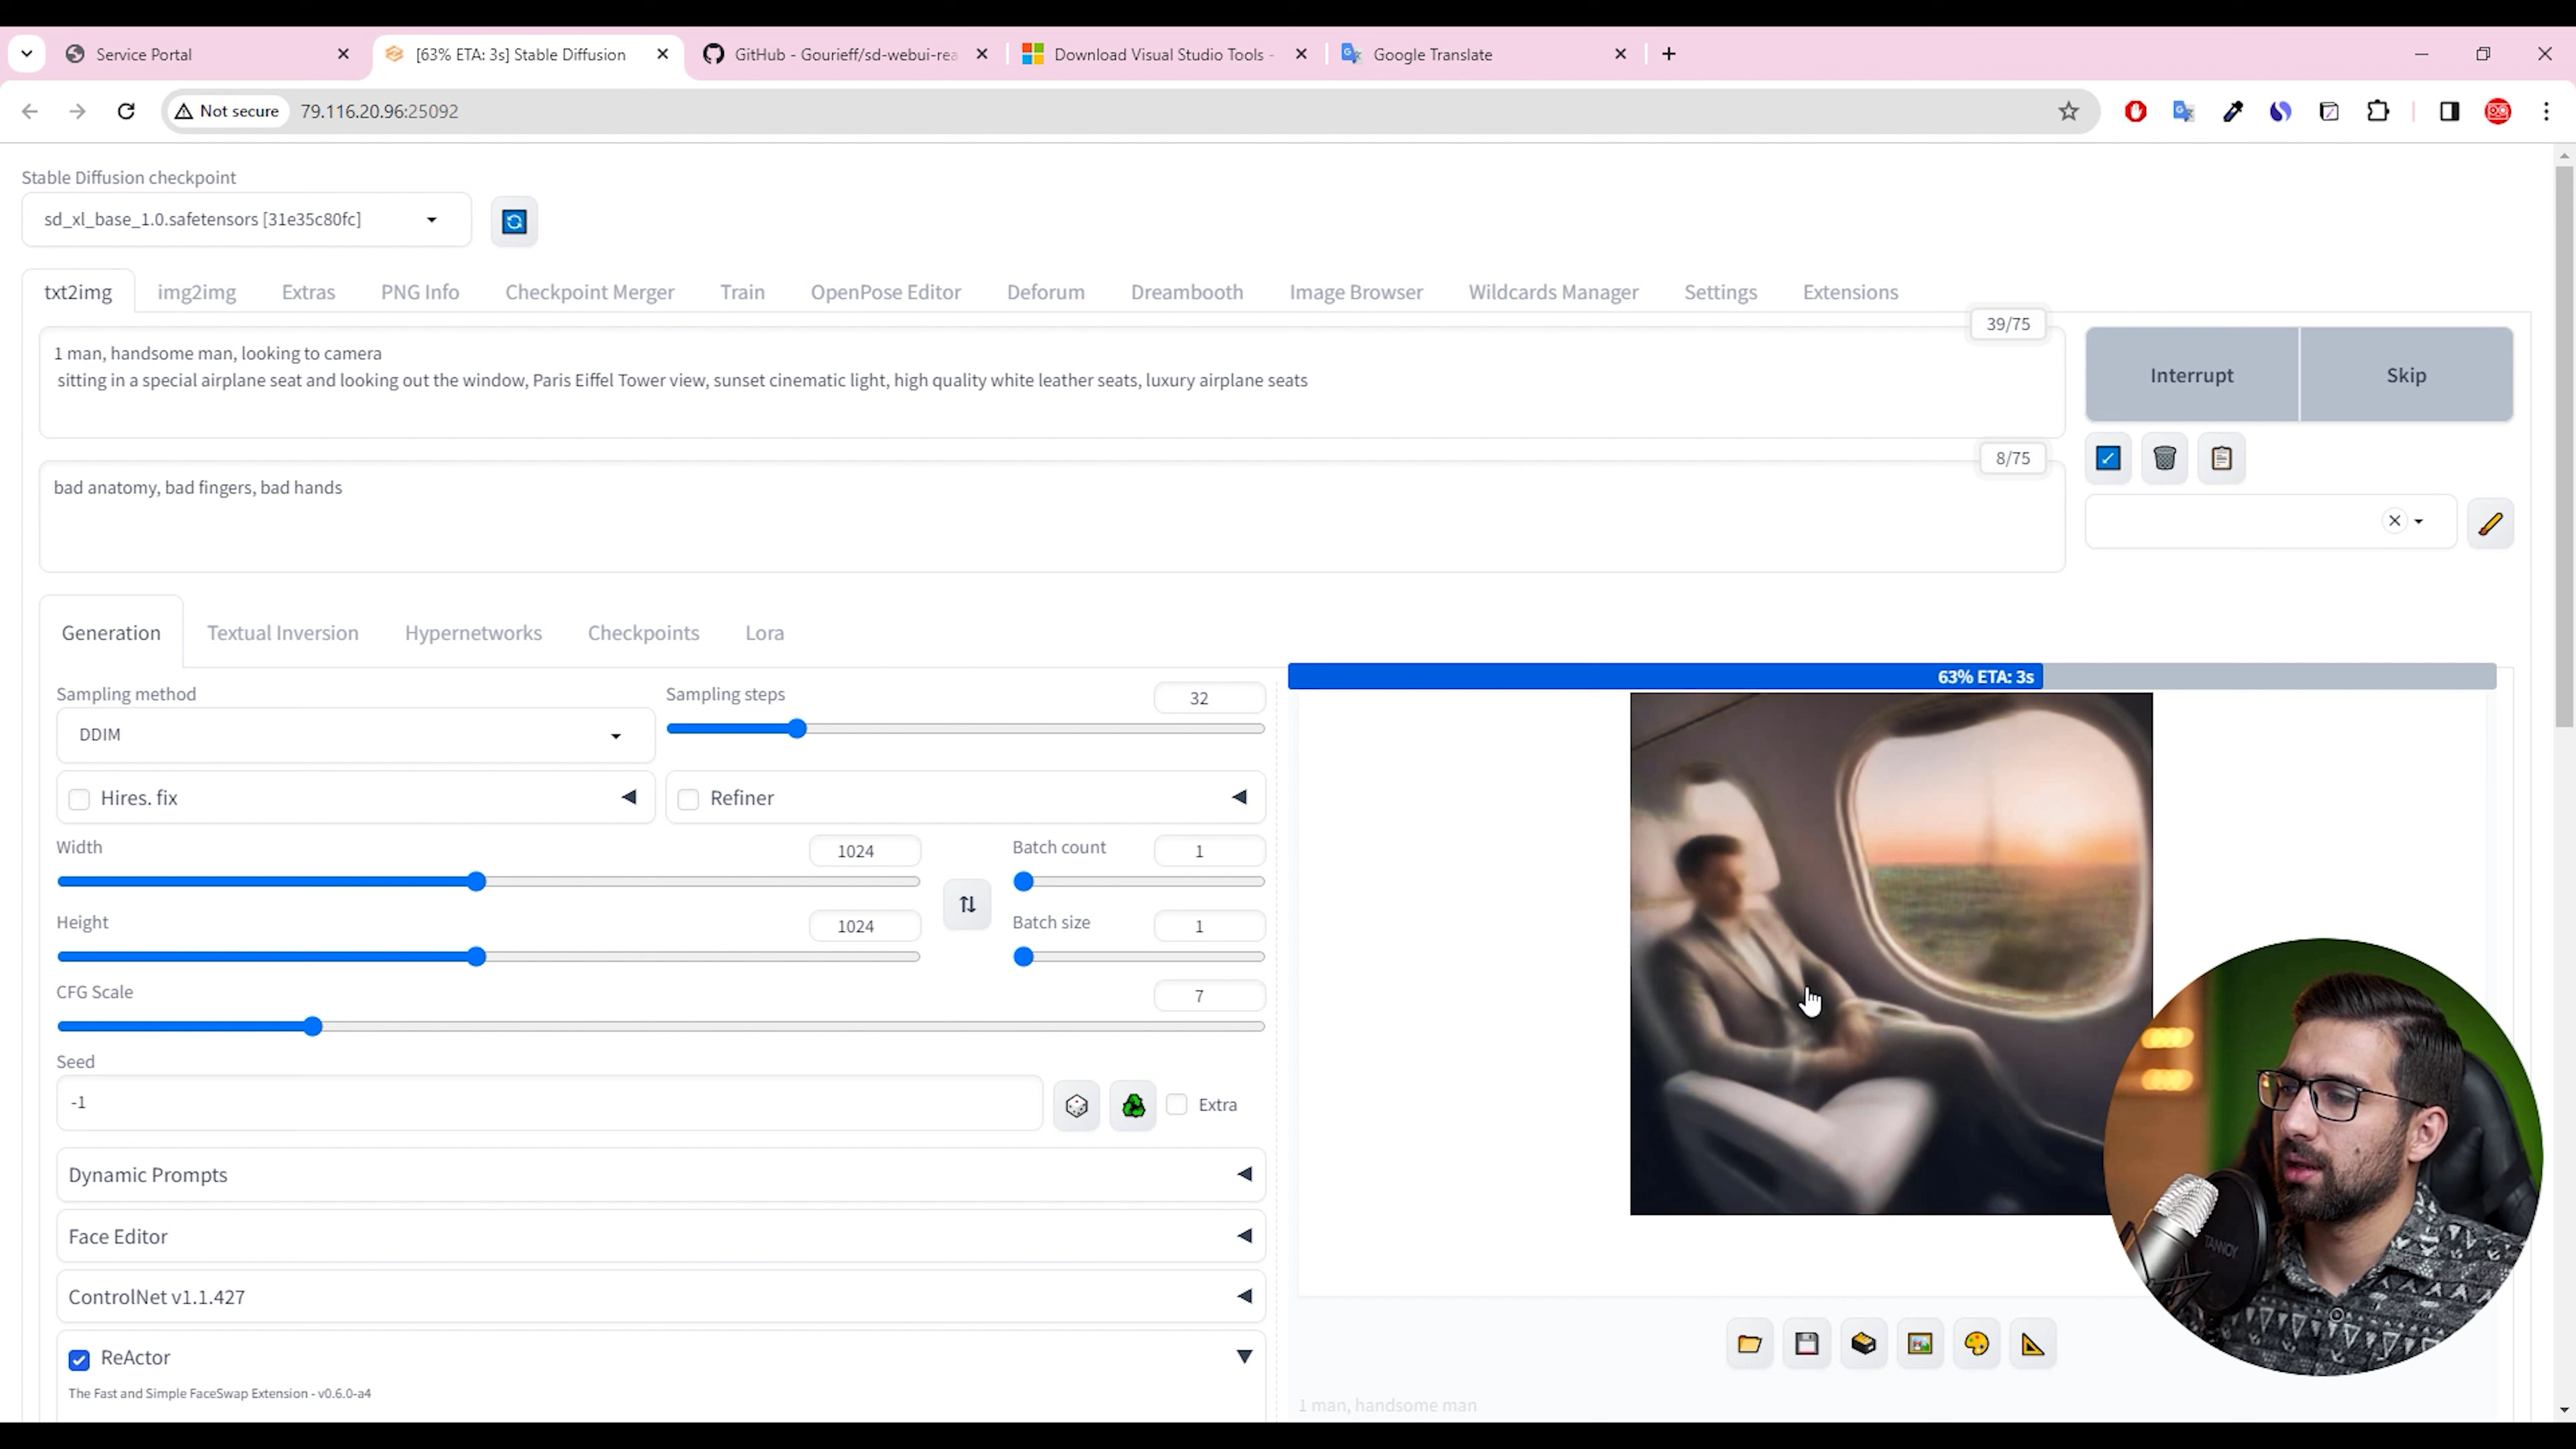 Service Portal
[63% ETA: 3s] Stable Diffusion
GitHub - Gourieff/sd-webui-rea
Download Visual Studio Tools -
Google Translate
Not secure
79.116.20.96:25092
Stable Diffusion checkpoint
sd_xl_base_1.0.safetensors [31e35c80fc]
txt2img
img2img
Extras
PNG Info
Checkpoint Merger
Train
OpenPose Editor
Deforum
Dreambooth
Image Browser
Wildcards Manager
Settings
Extensions
39/75
1 man, handsome man, looking to camera
sitting in a special airplane seat and looking out the window, Paris Eiffel Tower view, sunset cinematic light, high quality white leather seats, luxury airplane seats
Interrupt
Skip
8/75
bad anatomy, bad fingers, bad hands
Generation
Textual Inversion
Hypernetworks
Checkpoints
Lora
63% ETA: 3s
Sampling method
DDIM
Sampling steps
32
Hires. fix
Refiner
Width
1024
Batch count
1
Height
1024
Batch size
1
CFG Scale
7
Seed
-1
Extra
Dynamic Prompts
Face Editor
ControlNet v1.1.427
ReActor
The Fast and Simple FaceSwap Extension - v0.6.0-a4
1 man, handsome man
TANNOY